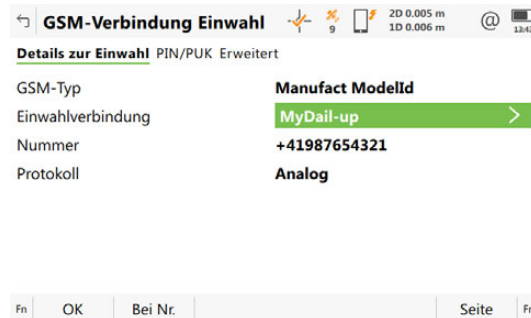 GSM-Verbindung Einwahl 9 2D 0.005 m 1D 0.006 m @
Details zur Einwahl PIN/PUK Erweitert
GSM-Typ Manufact ModelId
Einwahlverbindung MyDail-up
Nummer +41987654321
Protokoll Analog
Fn OK Bei Nr. Seite